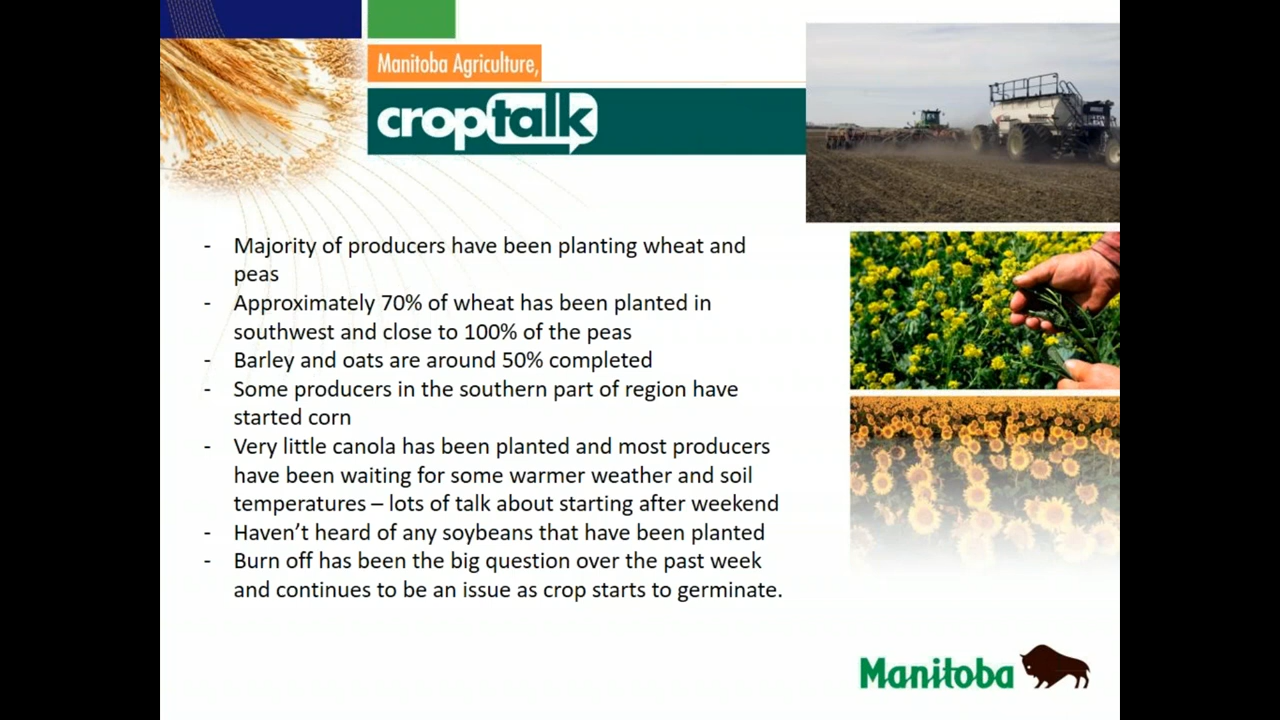 Manitoba Agriculture,
croptalk
- Majority of producers have been planting wheat and
peas
- Approximately 70% of wheat has been planted in
southwest and close to 100% of the peas
- Barley and oats are around 50% completed
- Some producers in the southern part of region have
started corn
- Very little canola has been planted and most producers
have been waiting for some warmer weather and soil
temperatures – lots of talk about starting after weekend
- Haven’t heard of any soybeans that have been planted
- Burn off has been the big question over the past week
and continues to be an issue as crop starts to germinate.
Manitoba